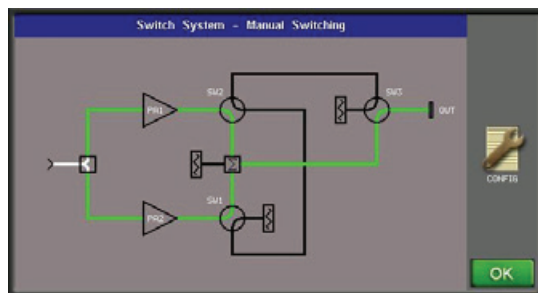 Switch System - Manual Switching
SW2
SW3
PA1
OUT
Σ
CONFIG
SW1
PA2
OK